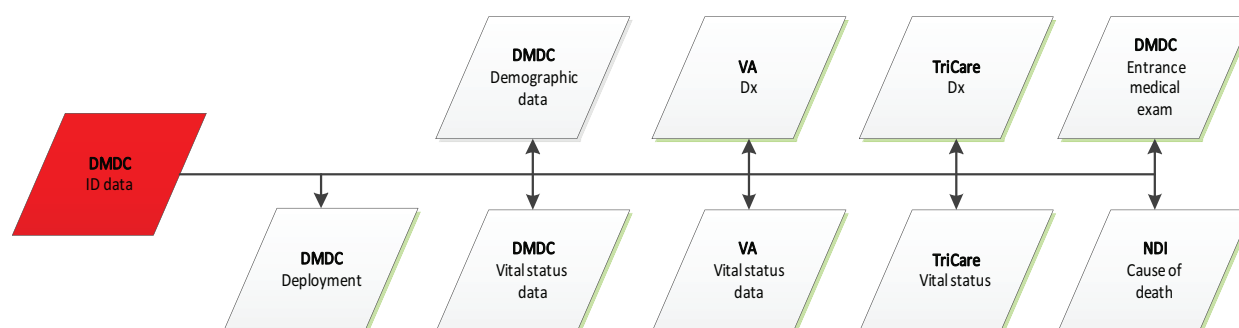 DMDC
Demographic
data
VA
Dx
TriCare
Dx
DMDC
Entrance
medical
exam
DMDC
ID data
DMDC
Deployment
DMDC
Vital status
data
VA
Vital status
data
TriCare
Vital status
NDI
Cause of
death